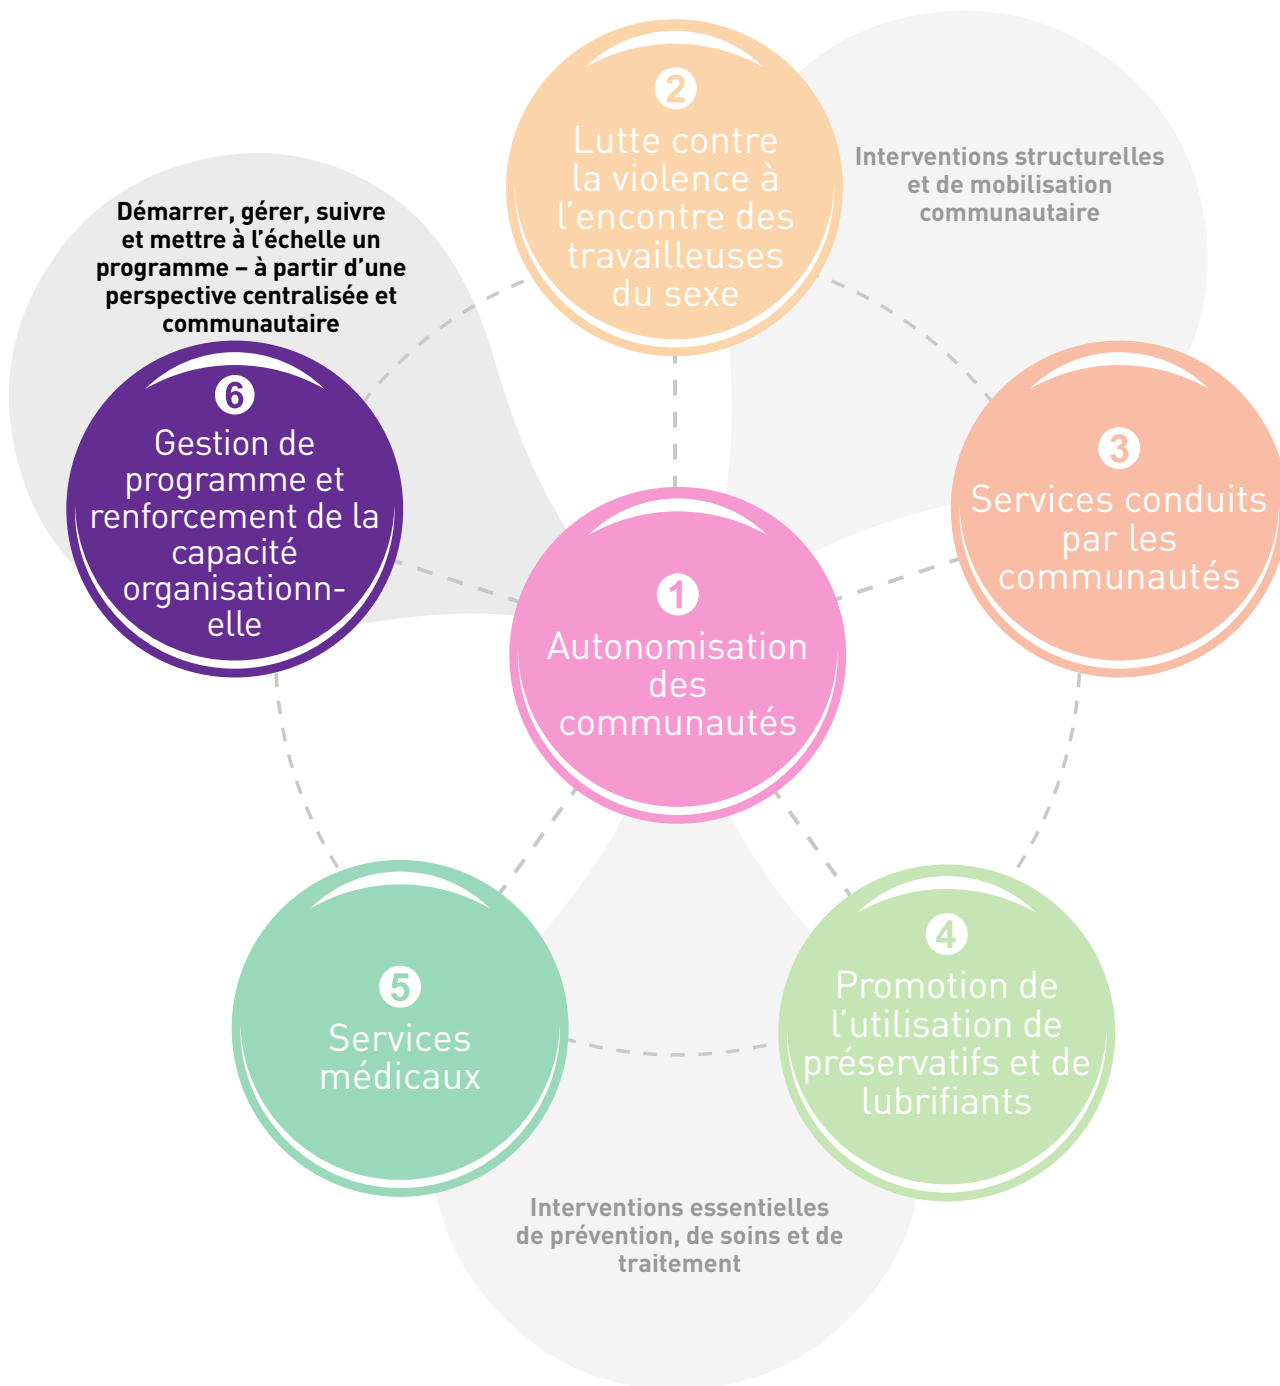 2
Lutte contre
la violence à
l’encontre des
travailleuses
du sexe
Interventions structurelles
et de mobilisation
communautaire
Démarrer, gérer, suivre
et mettre à l’échelle un
programme – à partir d’une
perspective centralisée et
communautaire
6
Gestion de
programme et
renforcement de la
capacité
organisationn-
elle
3
Services conduits
par les
communautés
1
Autonomisation
des
communautés
5
Services
médicaux
4
Promotion de
l’utilisation de
préservatifs et de
lubrifiants
Interventions essentielles
de prévention, de soins et de
traitement